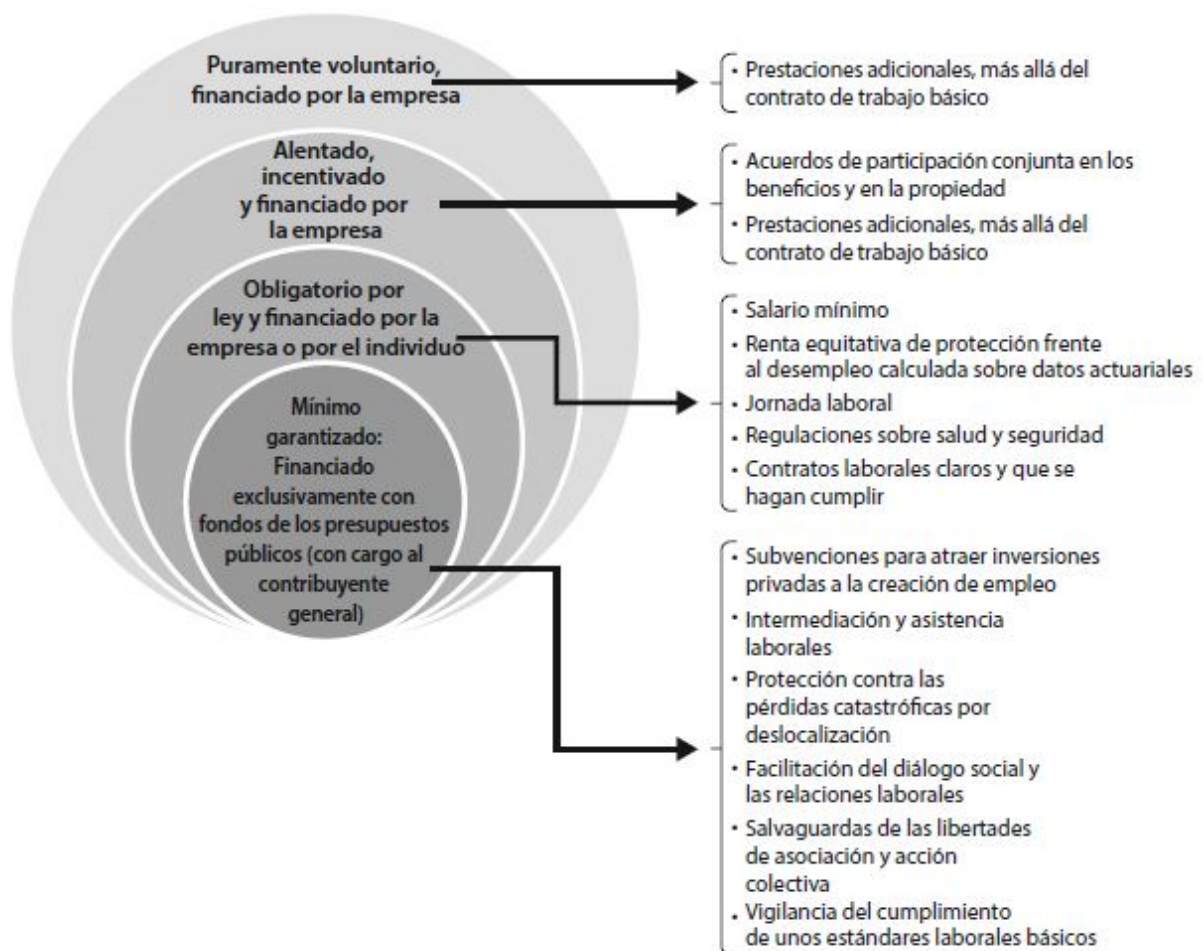 Puramente voluntario,
financiado por la empresa
· Prestaciones adicionales, más allá del
contrato de trabajo básico
Alentado,
incentivado
y financiado por
la empresa
· Acuerdos de participación conjunta en los
beneficios y en la propiedad
· Prestaciones adicionales, más allá del
contrato de trabajo básico
Obligatorio por
ley y financiado por la
empresa o por el individuo
· Salario mínimo
· Renta equitativa de protección frente
al desempleo calculada sobre datos actuariales
· Jornada laboral
· Regulaciones sobre salud y seguridad
· Contratos laborales claros y que se
hagan cumplir
Mínimo
garantizado:
Financiado
exclusivamente con
fondos de los presupuestos
públicos (con cargo al
contribuyente
general)
· Subvenciones para atraer inversiones
privadas a la creación de empleo
· Intermediación y asistencia
laborales
· Protección contra las
pérdidas catastróficas por
deslocalización
· Facilitación del diálogo social y
las relaciones laborales
· Salvaguardas de las libertades
de asociación y acción
colectiva
· Vigilancia del cumplimiento
de unos estándares laborales básicos